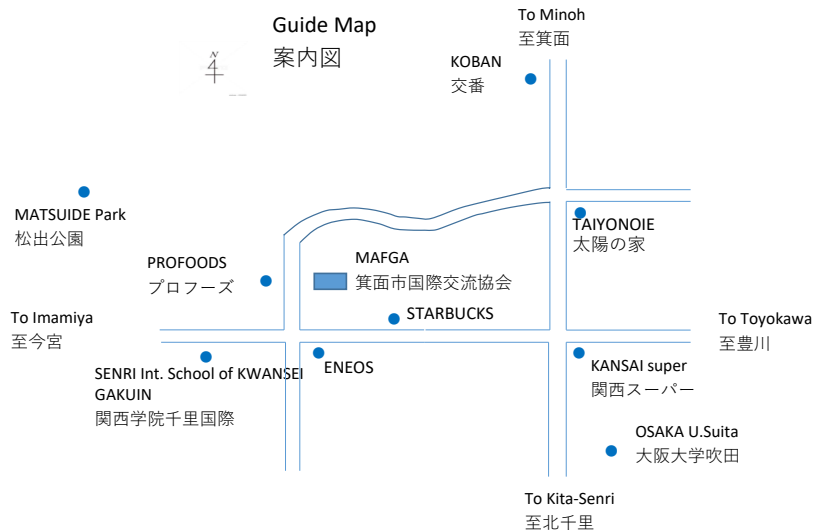 Guide Map
案内図
N
To Minoh
至箕面
KOBAN
交番
MATSUIDE Park
松出公園
TAIYONOIE
太陽の家
PROFOODS
プロフーズ
MAFGA
箕面市国際交流協会
To Imamiya
至今宮
STARBUCKS
To Toyokawa
至豊川
SENRI Int. School of KWANSEI
GAKUIN
関西学院千里国際
ENEOS
KANSAI super
関西スーパー
OSAKA U.Suita
大阪大学吹田
To Kita-Senri
至北千里